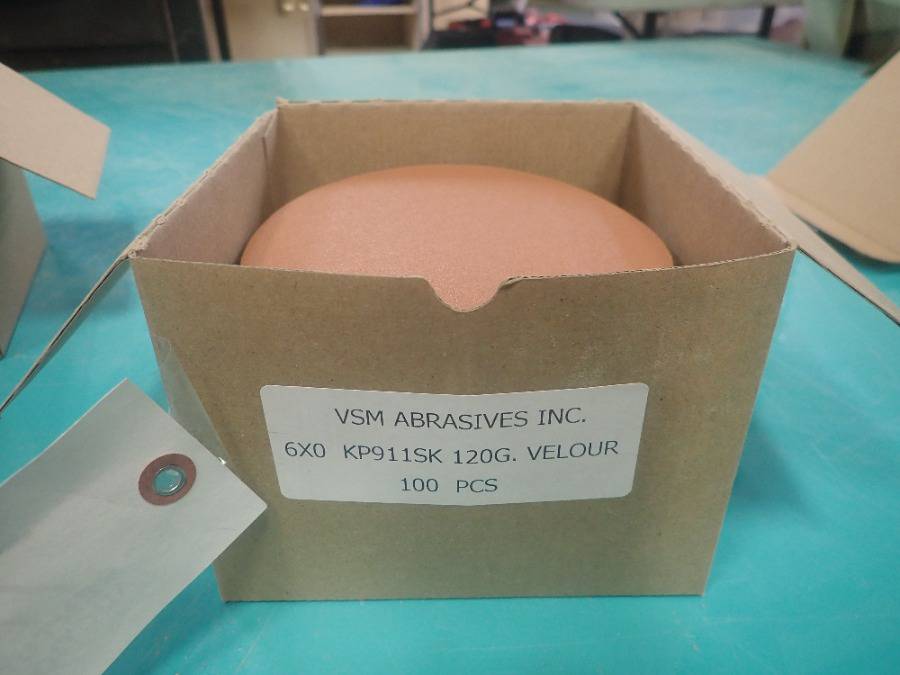 VSM ABRASIVES INC.
6X0 KP911SK 120G. VELOUR
100 PCS